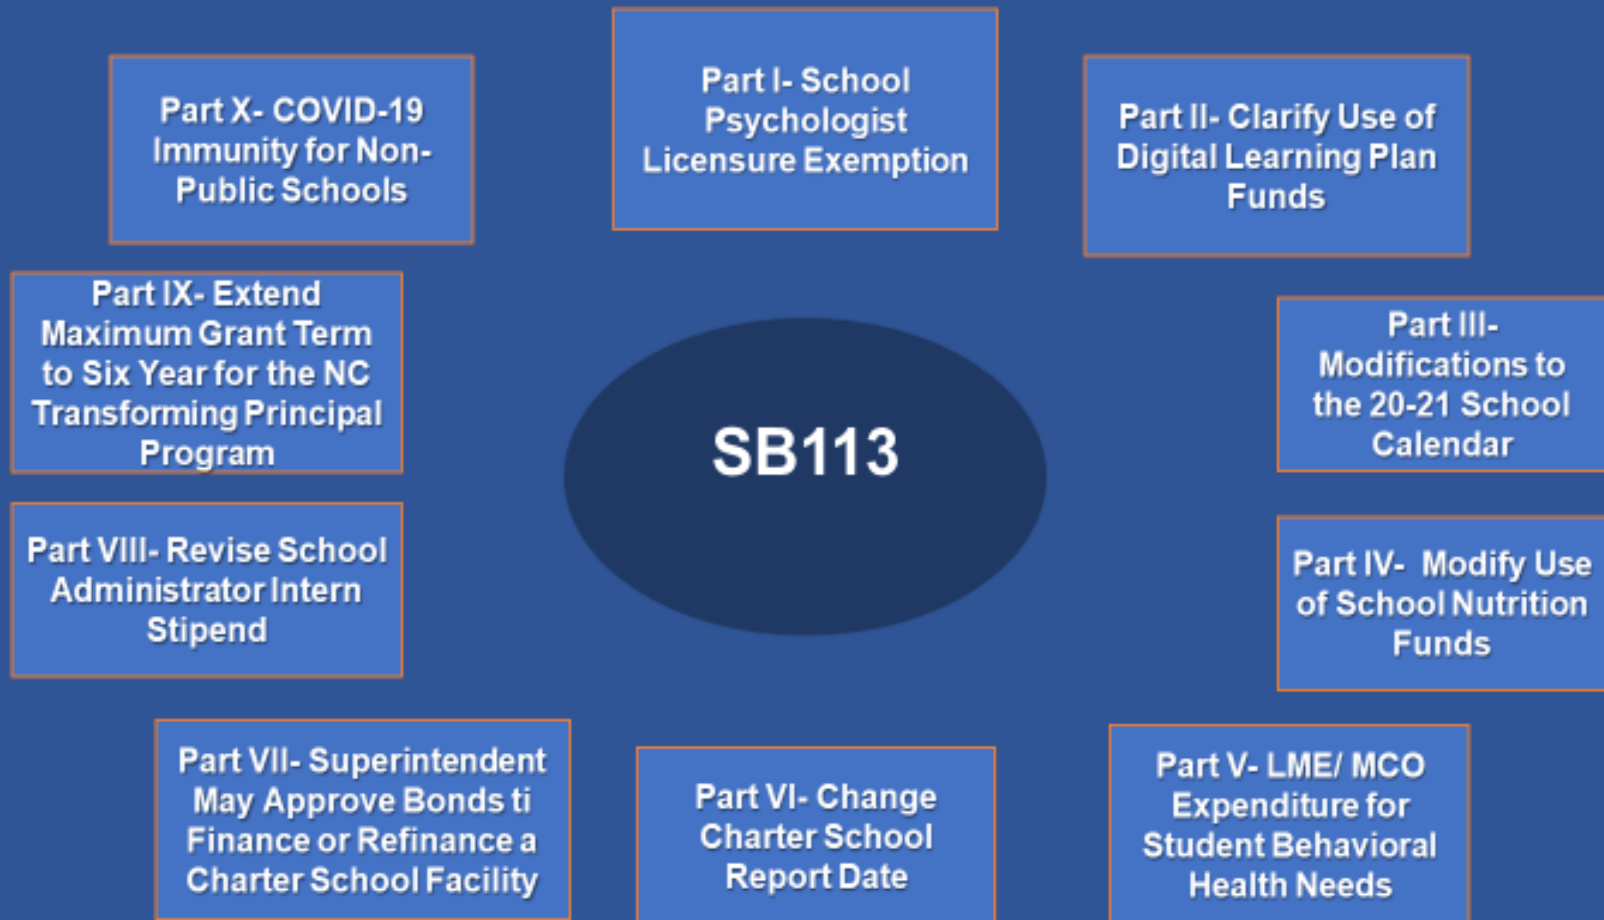 Part I- School
Psychologist
Licensure Exemption
Part II- Clarify Use of
Digital Learning Plan
Funds
Part III-
Modifications to
the 20-21 School
Calendar
Part IV-  Modify Use
of School Nutrition
Funds
Part V- LME/ MCO
Expenditure for
Student Behavioral
Health Needs
Part VI- Change
Charter School
Report Date
Part VII- Superintendent
May Approve Bonds ti
Finance or Refinance a
Charter School Facility
Part VIII- Revise School
Administrator Intern
Stipend
Part IX- Extend
Maximum Grant Term
to Six Year for the NC
Transforming Principal
Program
Part X- COVID-19
Immunity for Non-
Public Schools
SB113